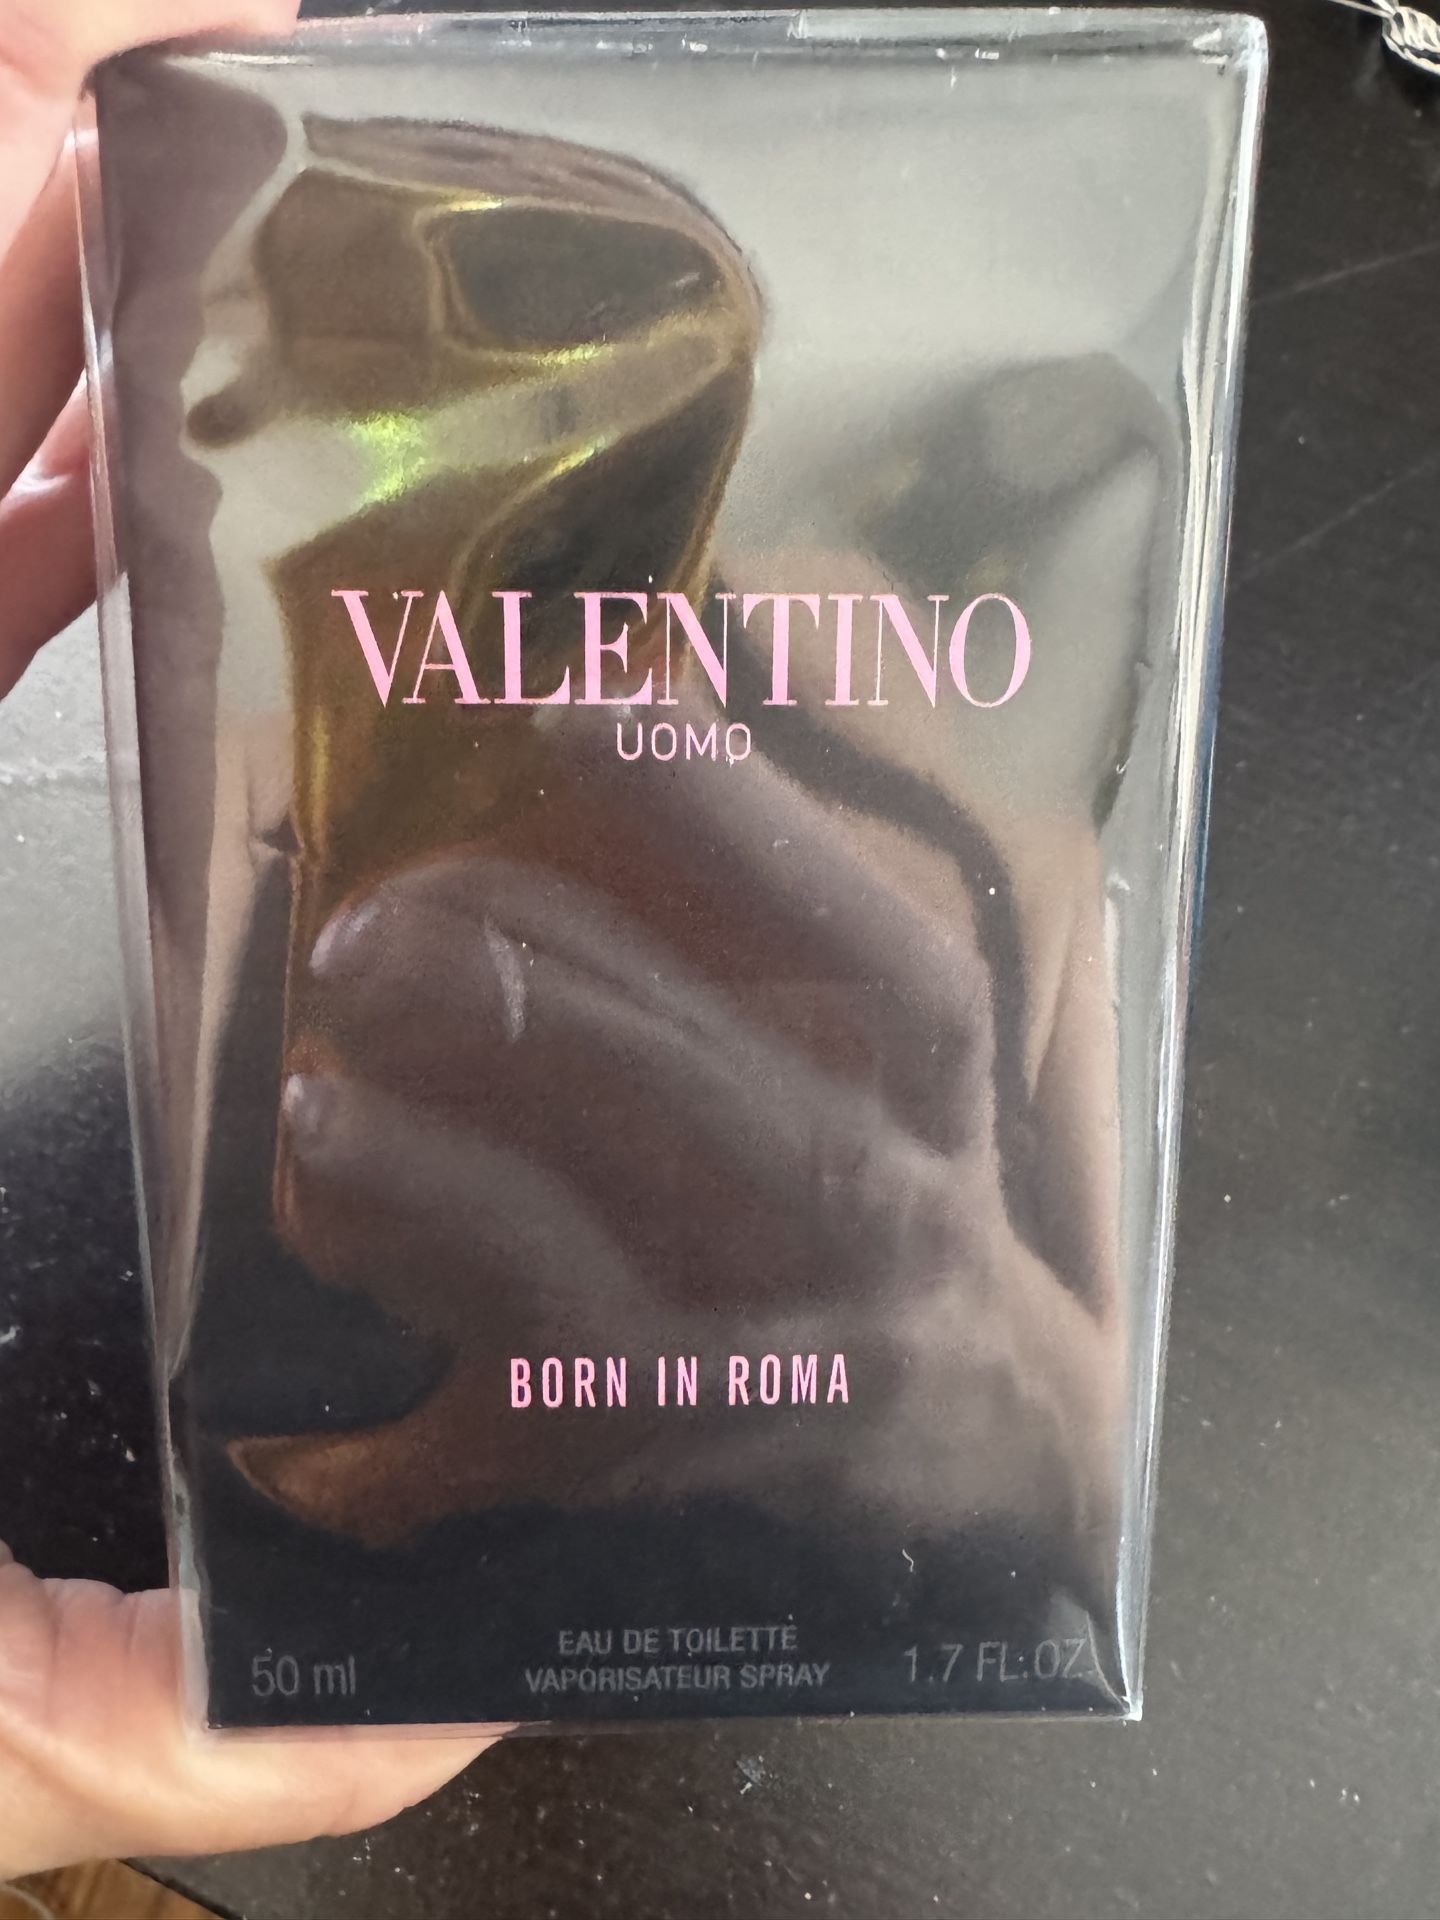 VALENTINO
UOMO
BORN IN ROMA
EAU DE TOILETTE
50 ml VAPORISATEUR SPRAY 1.7 FL.OZ.